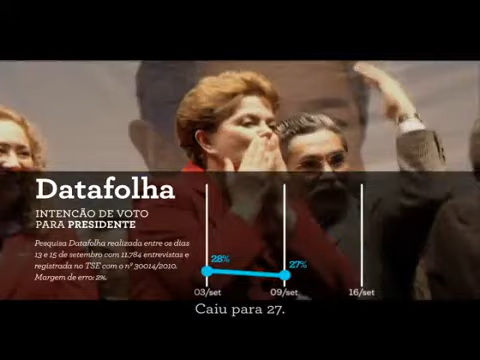 Datafolha
INTENCÃO DE VOTO
PARA PRESIDENTE
Pesquisa Datafolha realizada entre os dias
13 e 15 de setembro com 11.784 entrevistas e
registrada no TSE com o nº 30014/2010.
Margem de erro: 2%.
28%
27%
03/set
09/set
16/set
Caiu para 27.